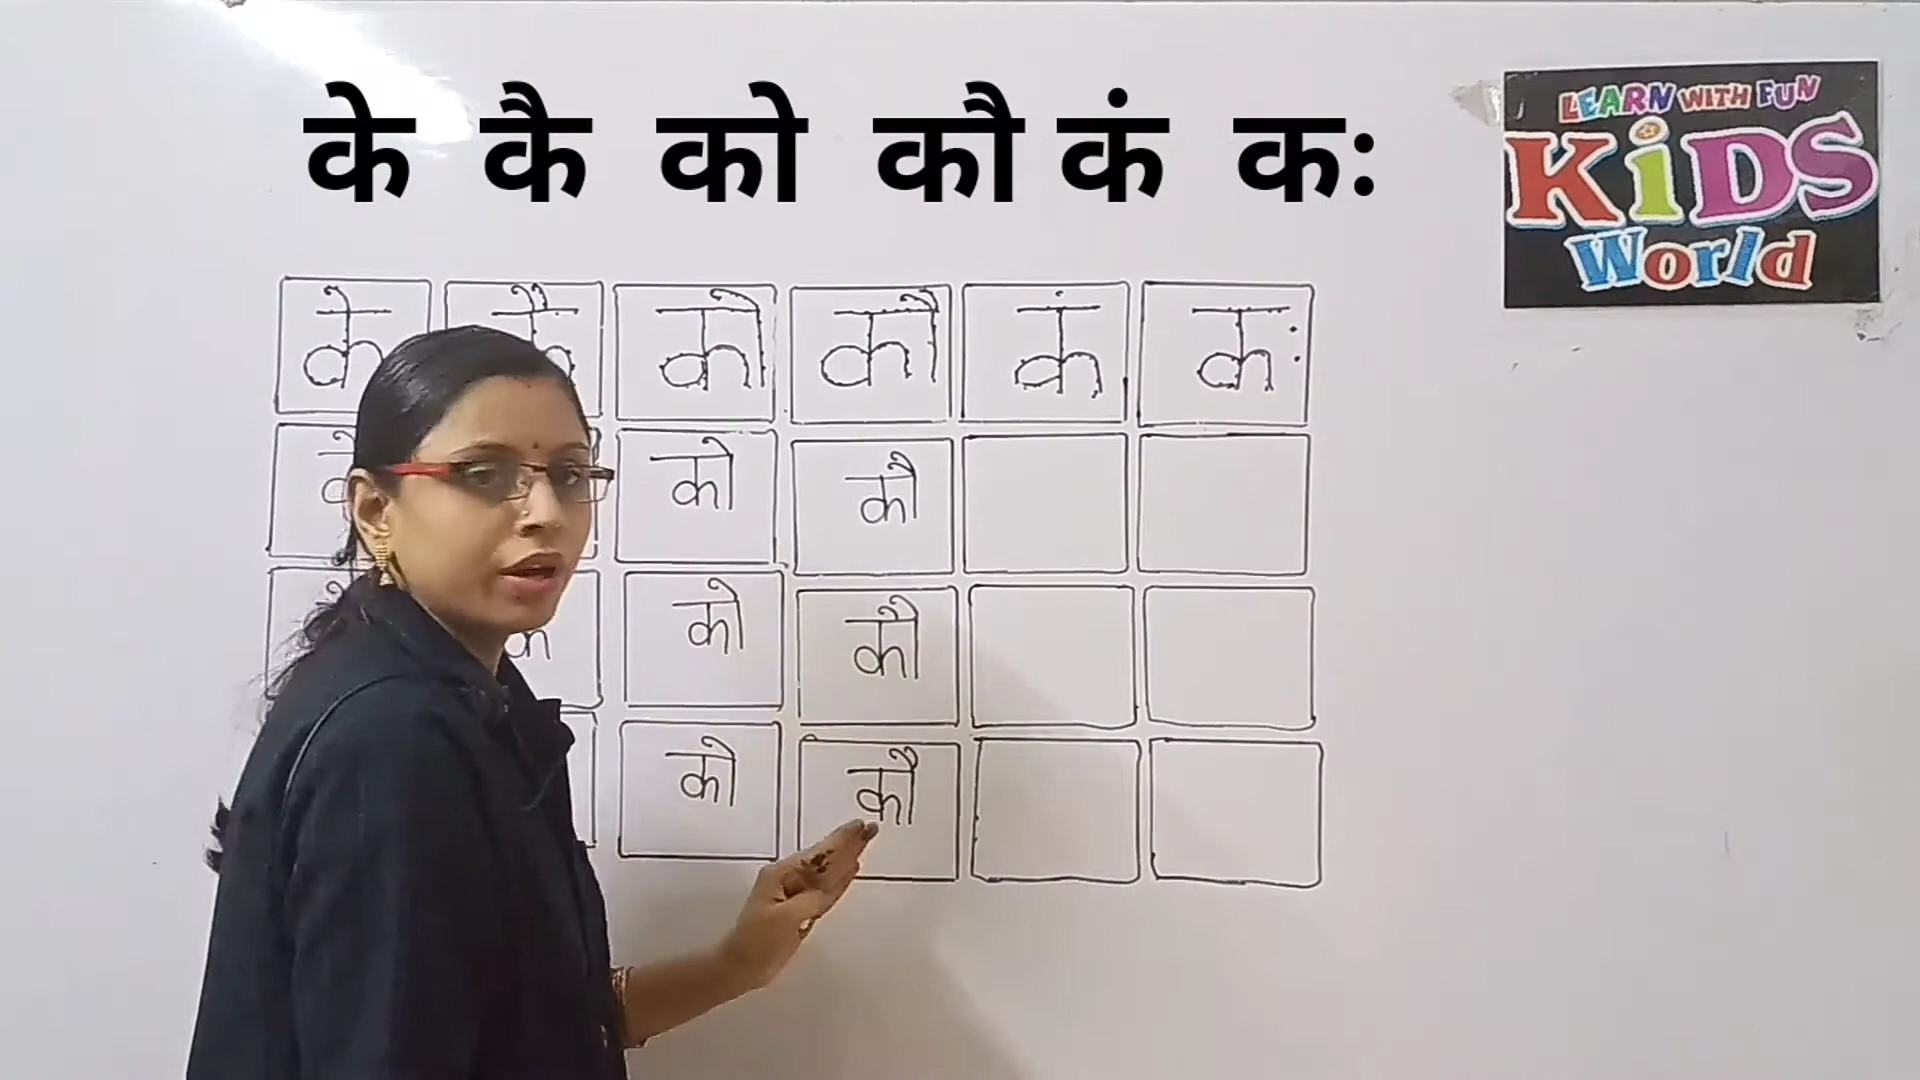 के कै को कौ कं कः
LEARN WITH FUN
KiDS
World
के कै को कौ कं कः
को कौ
को कौ
को कौ